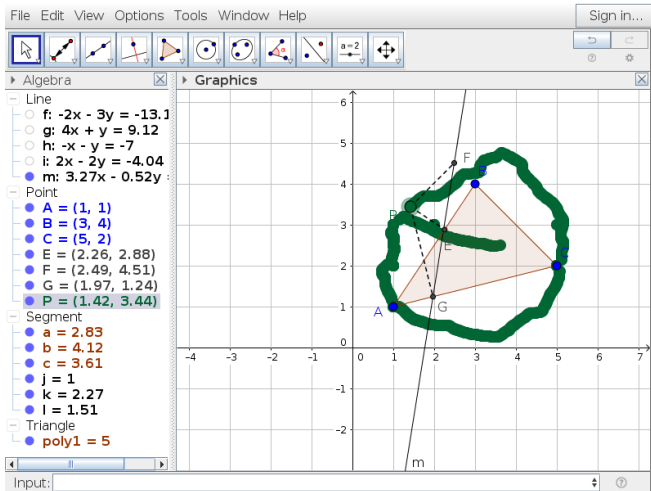 File Edit View Options Tools Window Help Sign in...
a=2
Algebra
Graphics
Line
f: -2x - 3y = -13.1
g: 4x + y = 9.12
h: -x - y = -7
i: 2x - 2y = -4.04
m: 3.27x - 0.52y
Point
A = (1, 1)
B = (3, 4)
C = (5, 2)
E = (2.26, 2.88)
F = (2.49, 4.51)
G = (1.97, 1.24)
P = (1.42, 3.44)
Segment
a = 2.83
b = 4.12
c = 3.61
j = 1
k = 2.27
l = 1.51
Triangle
poly1 = 5
6
5
4
3
2
1
0
-1
-2
-4 -3 -2 -1 0 1 2 3 4 5 6 7
F
B
P
E
C
G
A
m
Input: